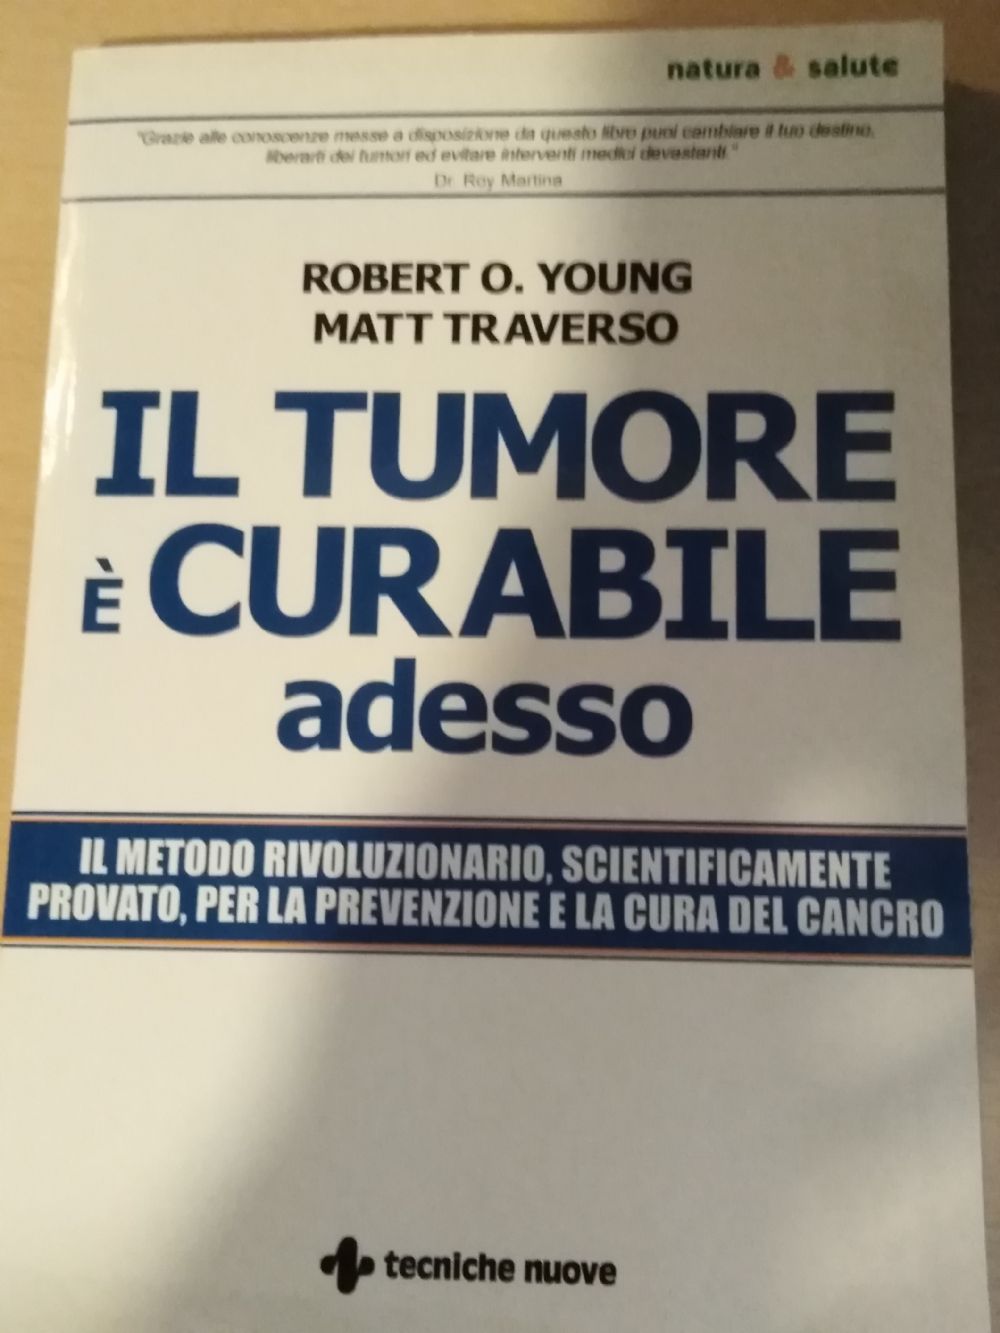 natura & salute
"Grazie alle conoscenze messe a disposizione da questo libro puoi cambiare il tuo destino,
liberarti dei tumori ed evitare interventi medici devastanti."
Dr. Roy Martina
ROBERT O. YOUNG
MATT TRAVERSO
IL TUMORE
È CURABILE
adesso
IL METODO RIVOLUZIONARIO, SCIENTIFICAMENTE
PROVATO, PER LA PREVENZIONE E LA CURA DEL CANCRO
tecniche nuove